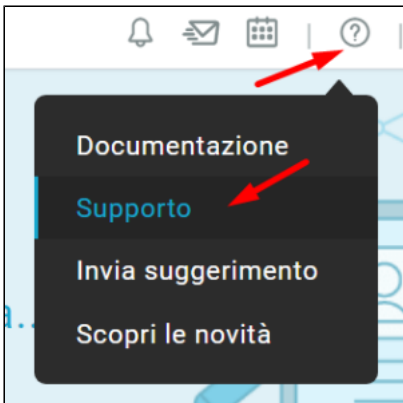 Documentazione
Supporto
Invia suggerimento
Scopri le novità